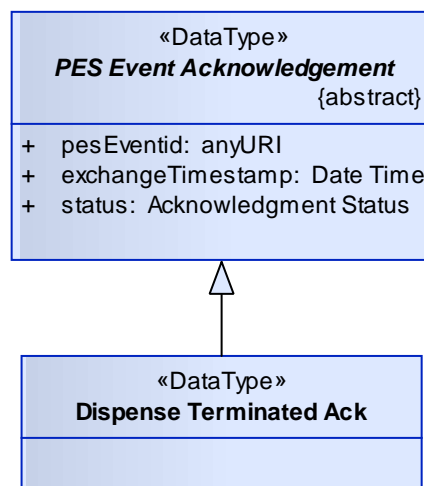 «DataType»
PES Event Acknowledgement
{abstract}
+ pesEventid: anyURI
+ exchangeTimestamp: Date Time
+ status: Acknowledgment Status
«DataType»
Dispense Terminated Ack